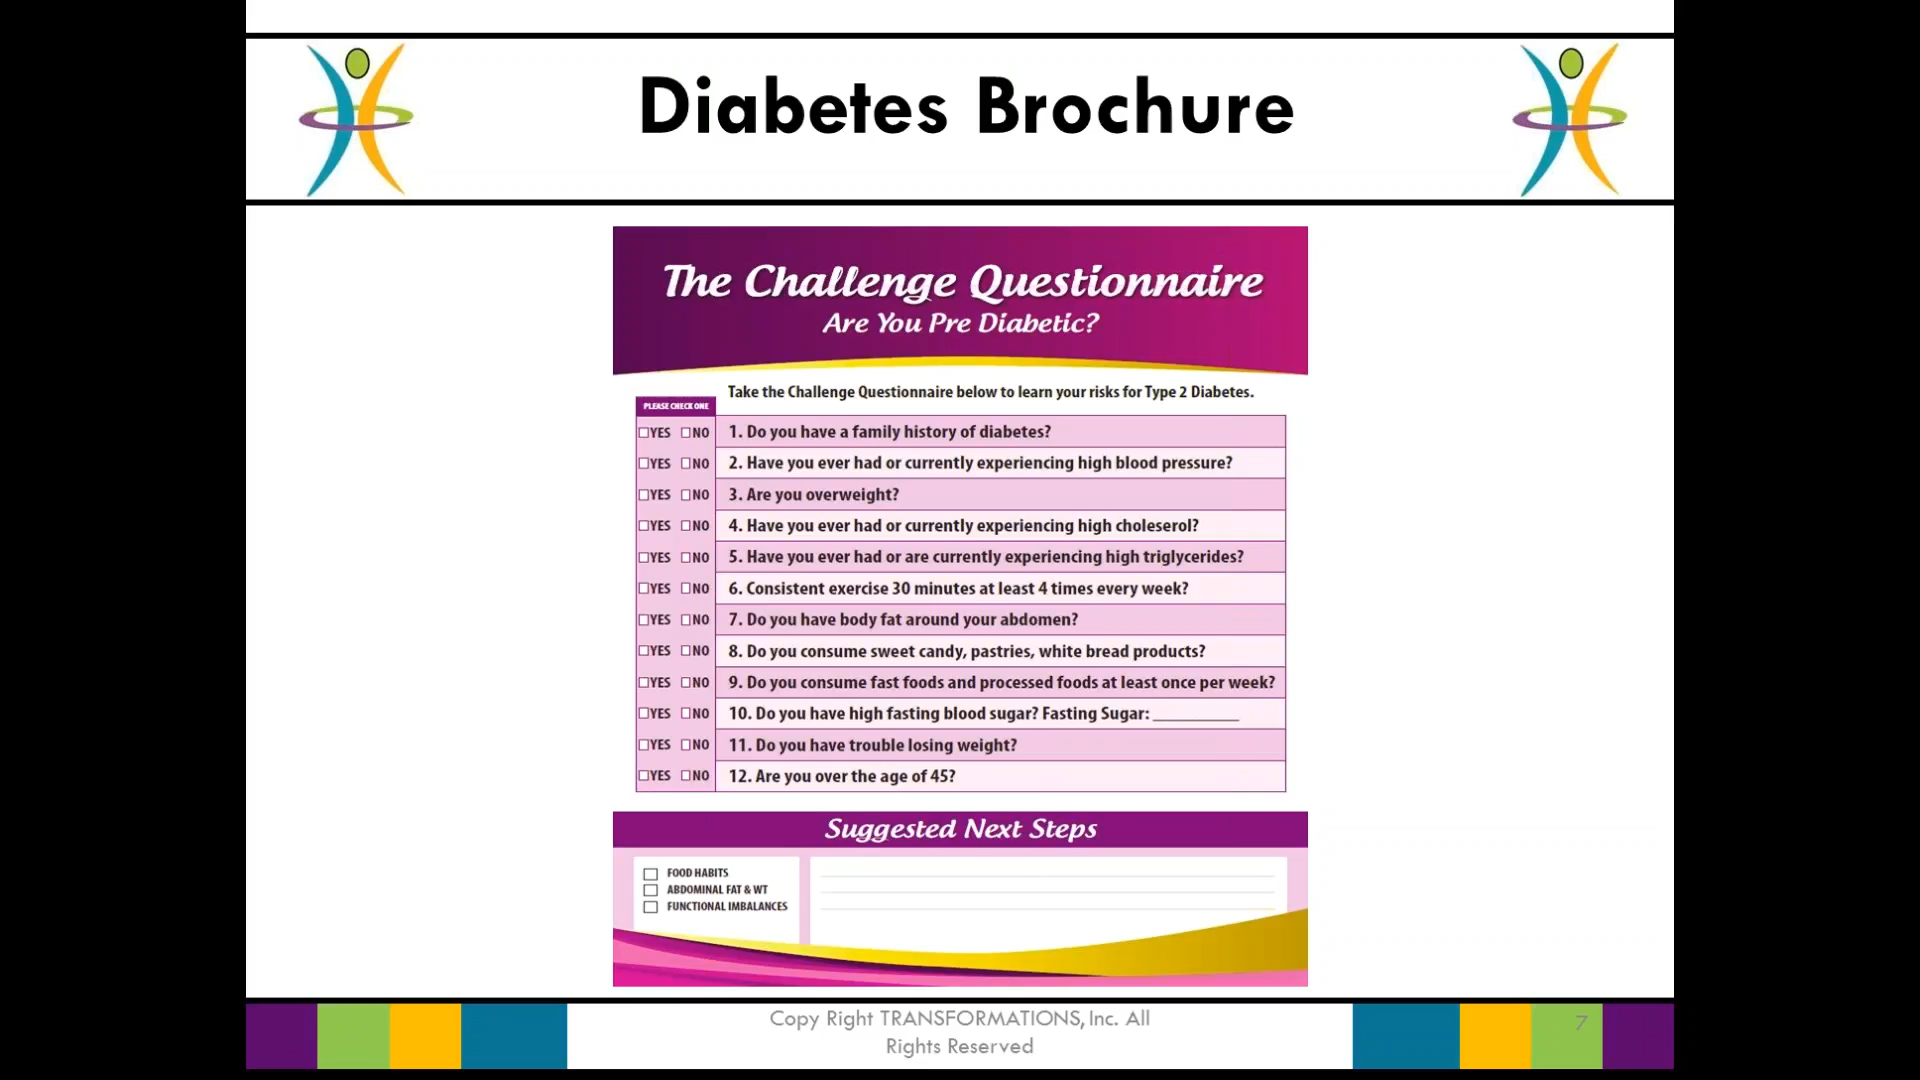 Diabetes Brochure
The Challenge Questionnaire
Are You Pre Diabetic?
Take the Challenge Questionnaire below to learn your risks for Type 2 Diabetes.
PLEASE CHECK ONE
YES NO 1. Do you have a family history of diabetes?
YES NO 2. Have you ever had or currently experiencing high blood pressure?
YES NO 3. Are you overweight?
YES NO 4. Have you ever had or currently experiencing high choleserol?
YES NO 5. Have you ever had or are currently experiencing high triglycerides?
YES NO 6. Consistent exercise 30 minutes at least 4 times every week?
YES NO 7. Do you have body fat around your abdomen?
YES NO 8. Do you consume sweet candy, pastries, white bread products?
YES NO 9. Do you consume fast foods and processed foods at least once per week?
YES NO 10. Do you have high fasting blood sugar? Fasting Sugar: __________
YES NO 11. Do you have trouble losing weight?
YES NO 12. Are you over the age of 45?
Suggested Next Steps
FOOD HABITS
ABDOMINAL FAT & WT
FUNCTIONAL IMBALANCES
Copy Right TRANSFORMATIONS, Inc. All
Rights Reserved
7